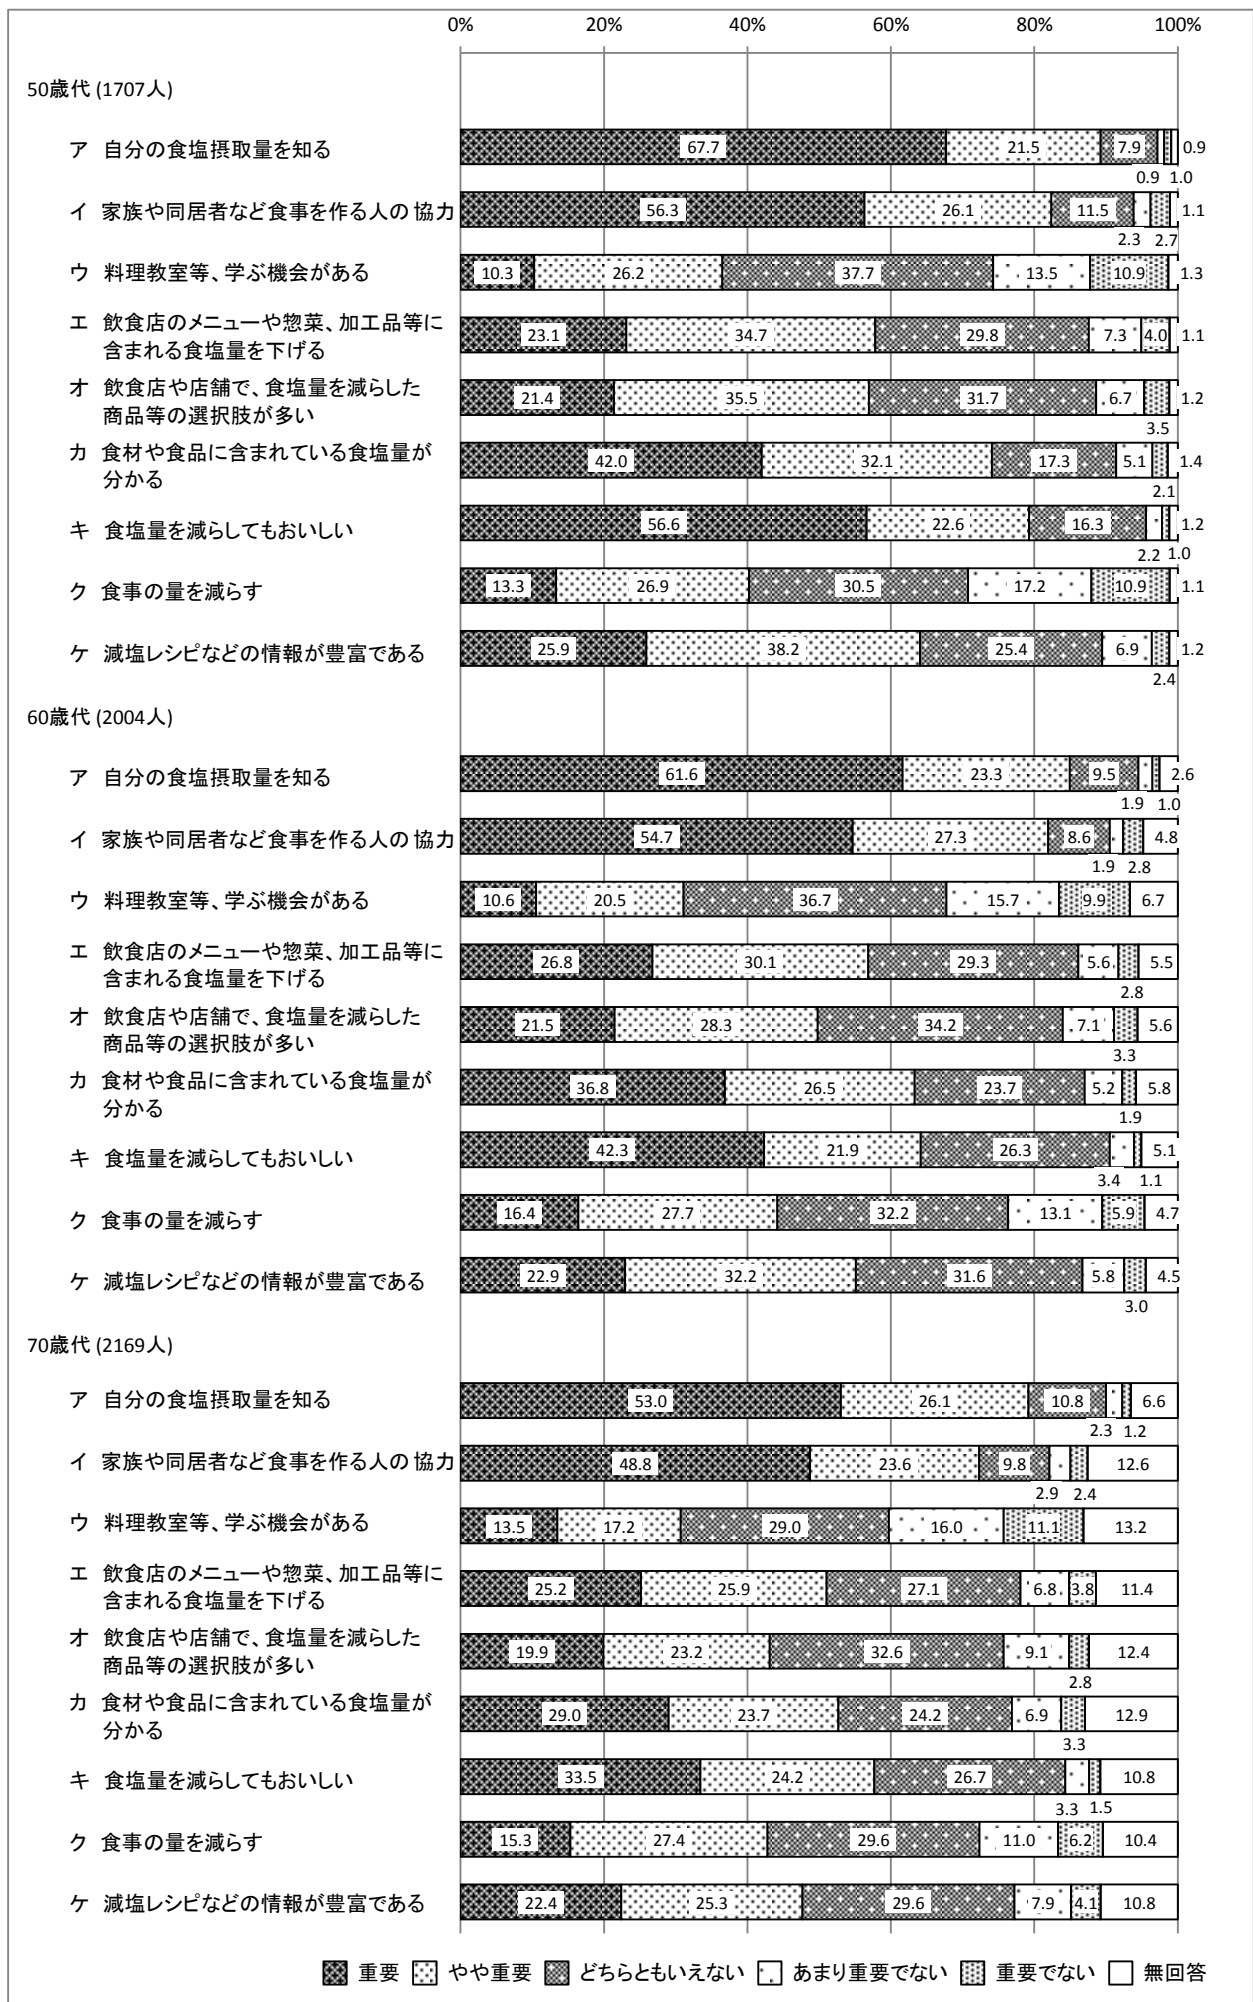 0% 20% 40% 60% 80% 100%
50歳代 (1707人)
ア 自分の食塩摂取量を知る 67.7 21.5 7.9 0.9
0.9 1.0
イ 家族や同居者など食事を作る人の協力 56.3 26.1 11.5 1.1
2.3 2.7
ウ 料理教室等、学ぶ機会がある 10.3 26.2 37.7 13.5 10.9 1.3
エ 飲食店のメニューや惣菜、加工品等に
含まれる食塩量を下げる 23.1 34.7 29.8 7.3 4.0 1.1
オ 飲食店や店舗で、食塩量を減らした
商品等の選択肢が多い 21.4 35.5 31.7 6.7 1.2
3.5
カ 食材や食品に含まれている食塩量が
分かる 42.0 32.1 17.3 5.1 1.4
2.1
キ 食塩量を減らしてもおいしい 56.6 22.6 16.3 1.2
2.2 1.0
ク 食事の量を減らす 13.3 26.9 30.5 17.2 10.9 1.1
ケ 減塩レシピなどの情報が豊富である 25.9 38.2 25.4 6.9 1.2
2.4
60歳代 (2004人)
ア 自分の食塩摂取量を知る 61.6 23.3 9.5 2.6
1.9 1.0
イ 家族や同居者など食事を作る人の協力 54.7 27.3 8.6 4.8
1.9 2.8
ウ 料理教室等、学ぶ機会がある 10.6 20.5 36.7 15.7 9.9 6.7
エ 飲食店のメニューや惣菜、加工品等に
含まれる食塩量を下げる 26.8 30.1 29.3 5.6 5.5
2.8
オ 飲食店や店舗で、食塩量を減らした
商品等の選択肢が多い 21.5 28.3 34.2 7.1 5.6
3.3
カ 食材や食品に含まれている食塩量が
分かる 36.8 26.5 23.7 5.2 5.8
1.9
キ 食塩量を減らしてもおいしい 42.3 21.9 26.3 5.1
3.4 1.1
ク 食事の量を減らす 16.4 27.7 32.2 13.1 5.9 4.7
ケ 減塩レシピなどの情報が豊富である 22.9 32.2 31.6 5.8 4.5
3.0
70歳代 (2169人)
ア 自分の食塩摂取量を知る 53.0 26.1 10.8 6.6
2.3 1.2
イ 家族や同居者など食事を作る人の協力 48.8 23.6 9.8 12.6
2.9 2.4
ウ 料理教室等、学ぶ機会がある 13.5 17.2 29.0 16.0 11.1 13.2
エ 飲食店のメニューや惣菜、加工品等に
含まれる食塩量を下げる 25.2 25.9 27.1 6.8 3.8 11.4
オ 飲食店や店舗で、食塩量を減らした
商品等の選択肢が多い 19.9 23.2 32.6 9.1 12.4
2.8
カ 食材や食品に含まれている食塩量が
分かる 29.0 23.7 24.2 6.9 12.9
3.3
キ 食塩量を減らしてもおいしい 33.5 24.2 26.7 10.8
3.3 1.5
ク 食事の量を減らす 15.3 27.4 29.6 11.0 6.2 10.4
ケ 減塩レシピなどの情報が豊富である 22.4 25.3 29.6 7.9 4.1 10.8
重要 やや重要 どちらともいえない あまり重要でない 重要でない 無回答